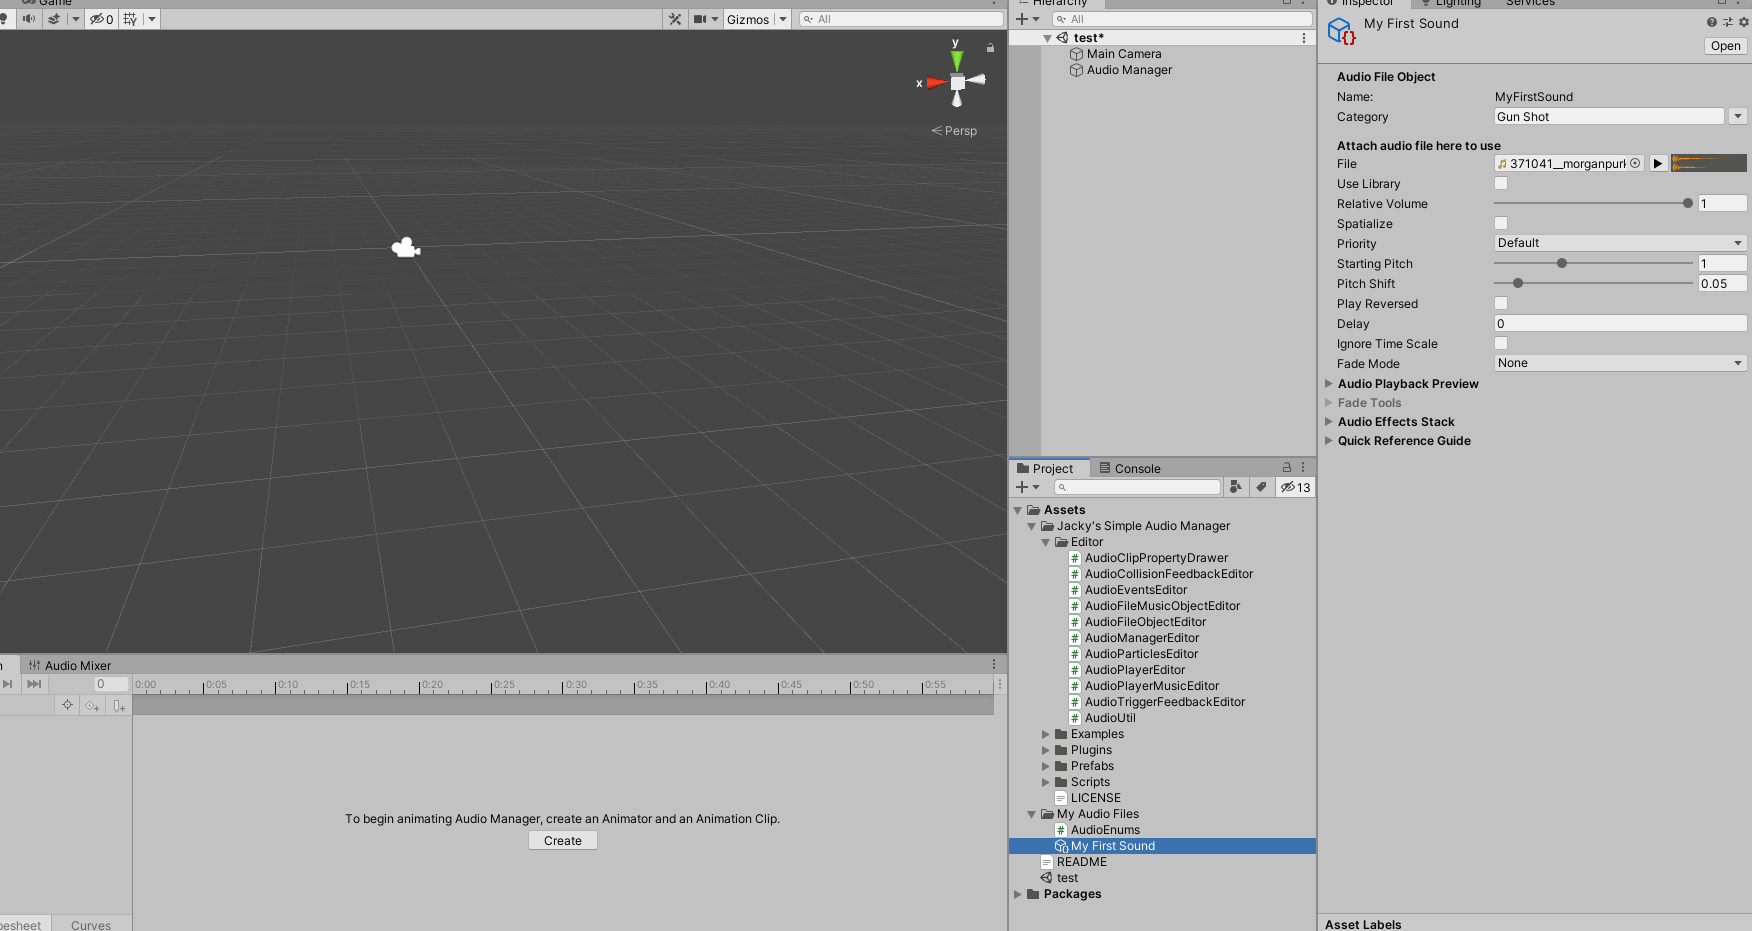 Game
0
Gizmos
All
y
x
Persp
Audio Mixer
0
0:00
0:05
0:10
0:15
0:20
0:25
0:30
0:35
0:40
0:45
0:50
0:55
To begin animating Audio Manager, create an Animator and an Animation Clip.
Create
Curves
Hierarchy
All
test*
Main Camera
Audio Manager
Project
Console
13
Assets
Jacky's Simple Audio Manager
Editor
AudioClipPropertyDrawer
AudioCollisionFeedbackEditor
AudioEventsEditor
AudioFileMusicObjectEditor
AudioFileObjectEditor
AudioManagerEditor
AudioParticlesEditor
AudioPlayerEditor
AudioPlayerMusicEditor
AudioTriggerFeedbackEditor
AudioUtil
Examples
Plugins
Prefabs
Scripts
LICENSE
My Audio Files
AudioEnums
My First Sound
README
test
Packages
Inspector
Lighting
Services
My First Sound
Open
Audio File Object
Name: MyFirstSound
Category Gun Shot
Attach audio file here to use
File 371041__morganpurk
Use Library
Relative Volume 1
Spatialize
Priority Default
Starting Pitch 1
Pitch Shift 0.05
Play Reversed
Delay 0
Ignore Time Scale
Fade Mode None
Audio Playback Preview
Fade Tools
Audio Effects Stack
Quick Reference Guide
Asset Labels